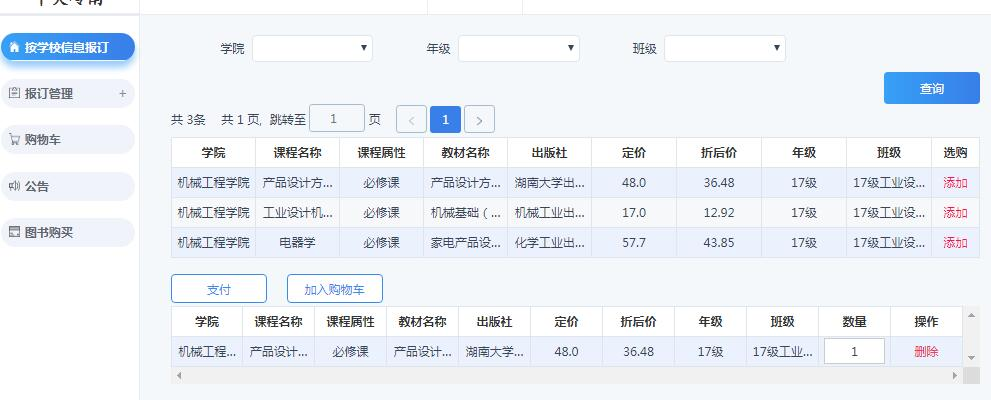 按学校信息报订
报订管理 +
购物车
公告
图书购买
学院 年级 班级
查询
共 3条 共 1 页, 跳转至 1 页 < 1 >
学院 课程名称 课程属性 教材名称 出版社 定价 折后价 年级 班级 选购
机械工程学院 产品设计方... 必修课 产品设计方... 湖南大学出... 48.0 36.48 17级 17级工业设... 添加
机械工程学院 工业设计机... 必修课 机械基础（... 机械工业出... 17.0 12.92 17级 17级工业设... 添加
机械工程学院 电器学 必修课 家电产品设... 化学工业出... 57.7 43.85 17级 17级工业设... 添加
支付 加入购物车
学院 课程名称 课程属性 教材名称 出版社 定价 折后价 年级 班级 数量 操作
机械工程... 产品设计... 必修课 产品设计... 湖南大学... 48.0 36.48 17级 17级工业... 1 删除